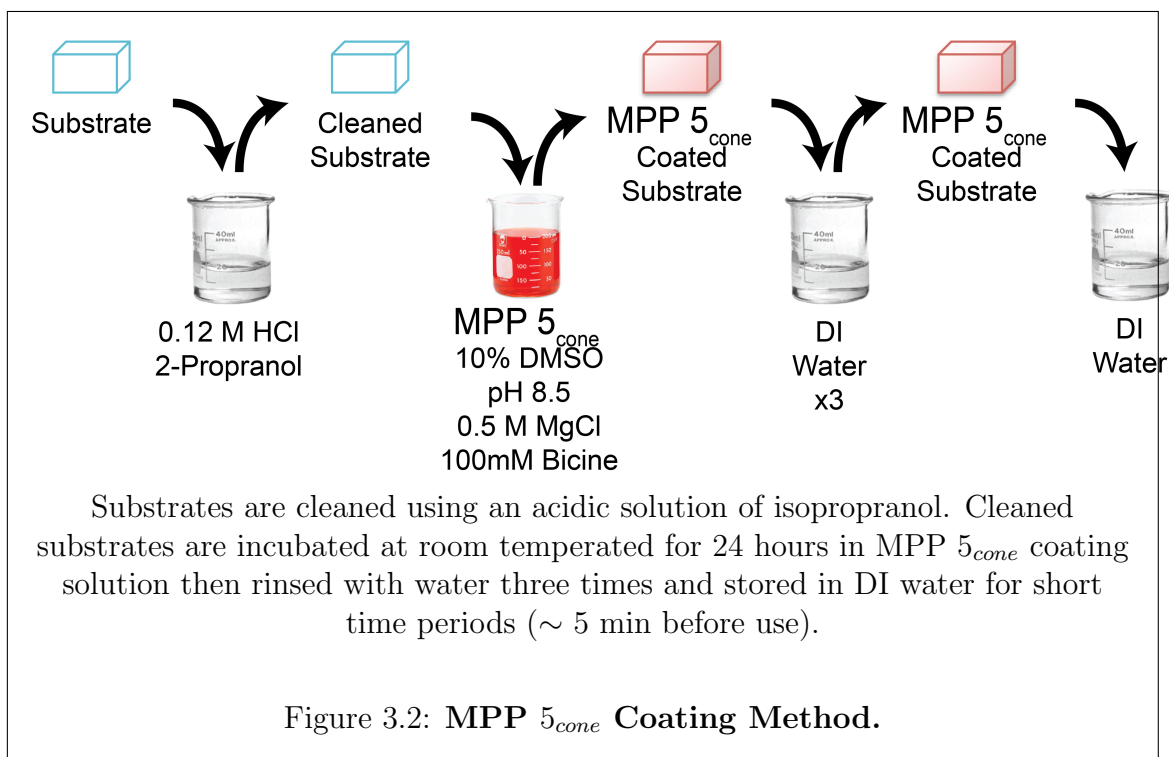 Substrate
Cleaned
Substrate
MPP 5cone
Coated
Substrate
MPP 5cone
Coated
Substrate
0.12 M HCl
2-Propranol
MPP 5cone
10% DMSO
pH 8.5
0.5 M MgCl
100mM Bicine
DI
Water
x3
DI
Water
Substrates are cleaned using an acidic solution of isopropranol. Cleaned
substrates are incubated at room temperated for 24 hours in MPP 5cone coating
solution then rinsed with water three times and stored in DI water for short
time periods (∼ 5 min before use).
Figure 3.2: MPP 5cone Coating Method.